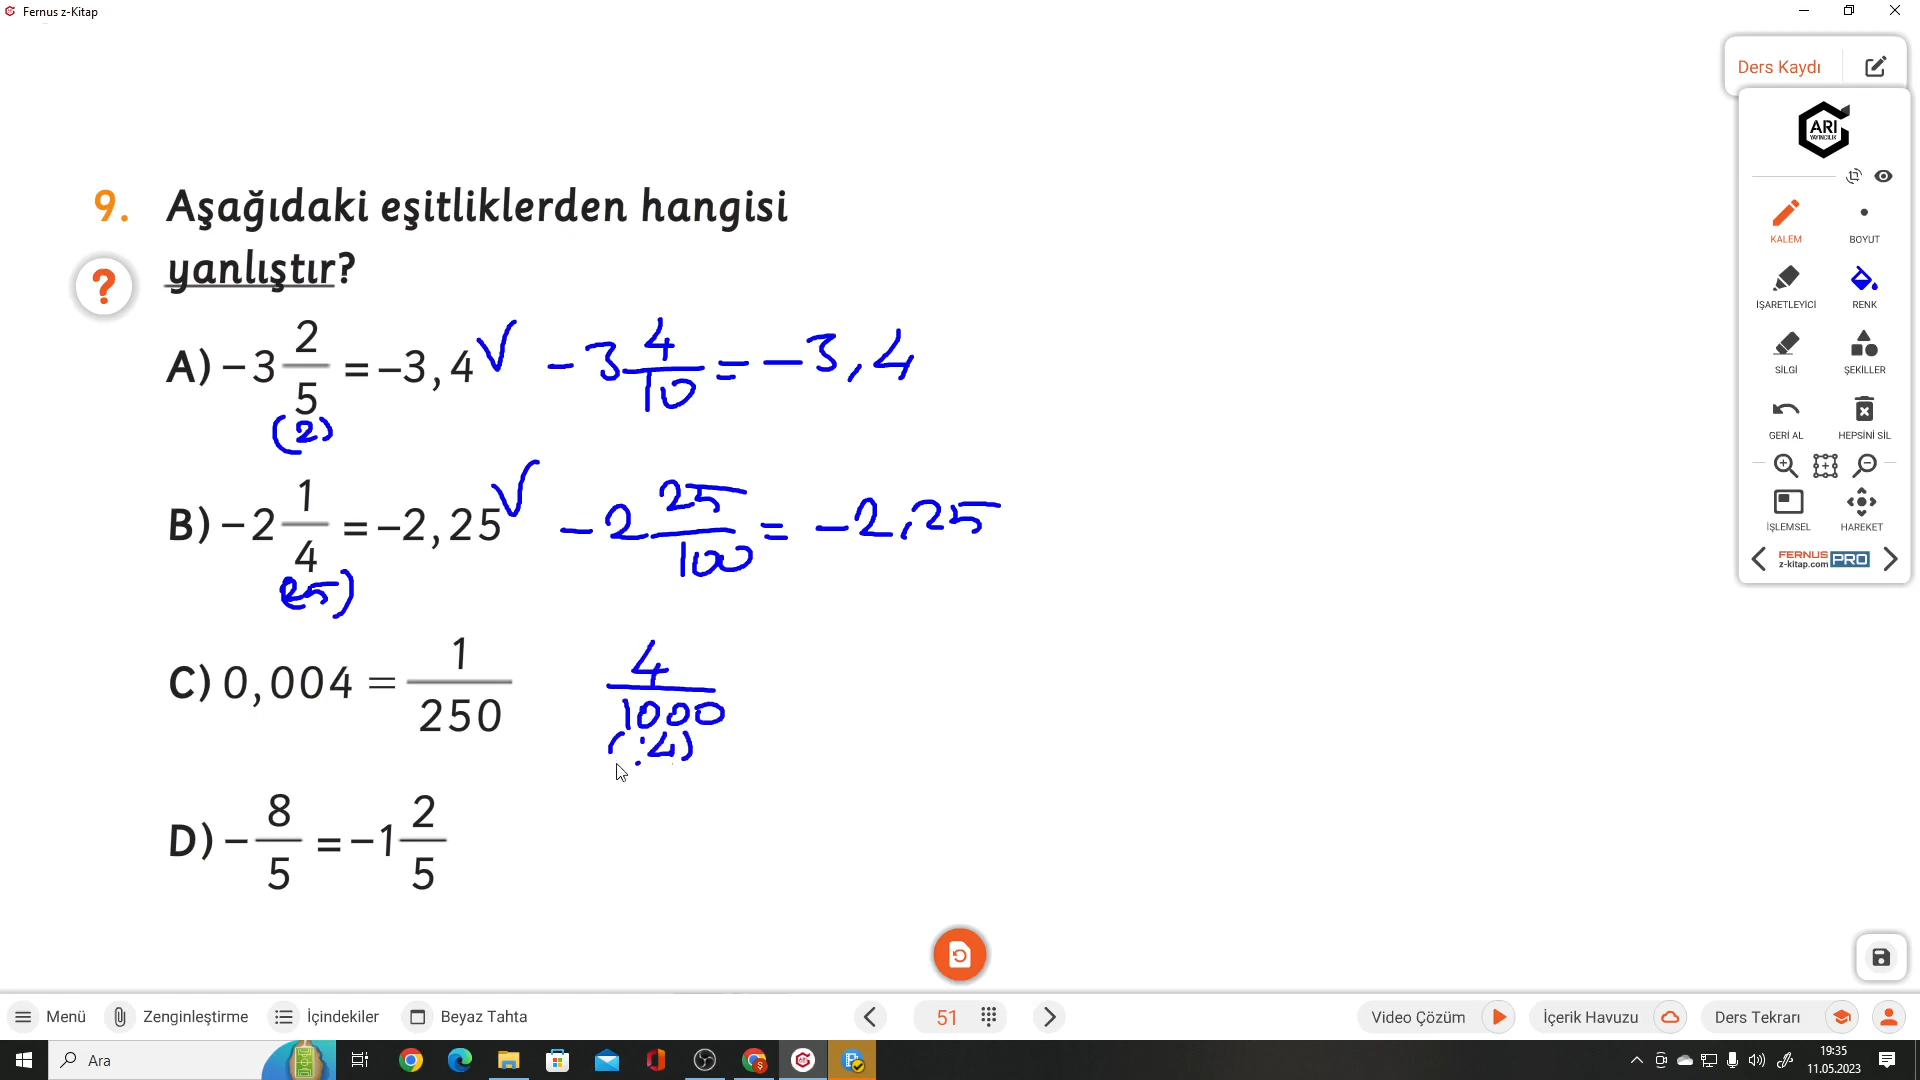 Fernus z-Kitap
Ders Kaydı
ARI
YAYINCILIK
KALEM
BOYUT
İŞARETLEYİCİ
RENK
SİLGİ
ŞEKİLLER
GERİ AL
HEPSİNİ SİL
İŞLEMSEL
HAREKET
FERNUS
z-kitap.com PRO
9. Aşağıdaki eşitliklerden hangisi
yanlıştır?
?
A) −3 2/5 = −3,4 √ −3 4/10 = −3,4
(2)
B) −2 1/4 = −2,25 √ −2 25/100 = −2,25
(25)
C) 0,004 = 1/250 4/1000
(:4)
D) −8/5 = −1 2/5
Menü
Zenginleştirme
İçindekiler
Beyaz Tahta
51
Video Çözüm
İçerik Havuzu
Ders Tekrarı
Ara
19:35
11.05.2023